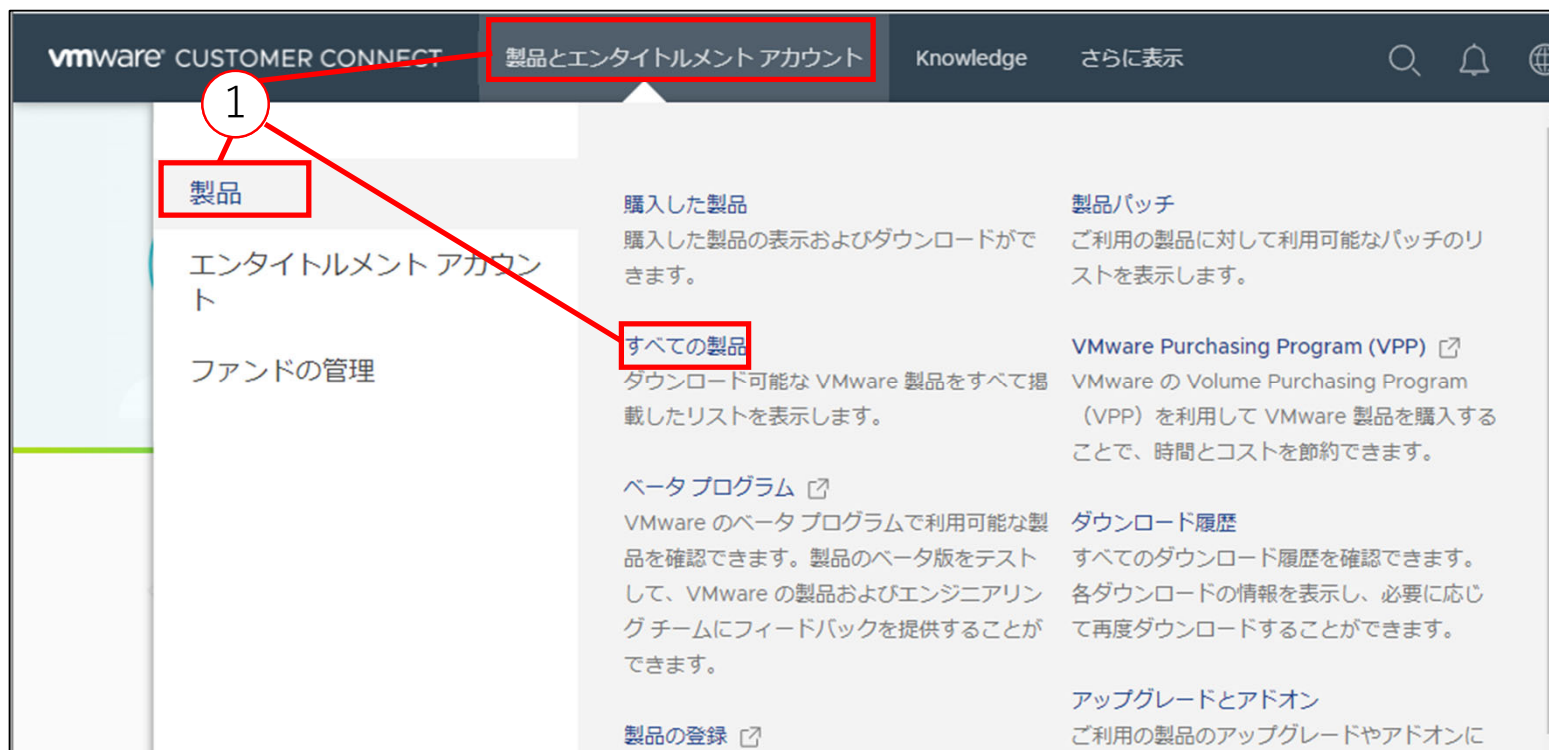 vmware® CUSTOMER CONNECT 製品とエンタイトルメント アカウント Knowledge さらに表示
1
製品
エンタイトルメント アカウン
ト
ファンドの管理
購入した製品
購入した製品の表示およびダウンロードがで
きます。
すべての製品
ダウンロード可能な VMware 製品をすべて掲
載したリストを表示します。
ベータ プログラム
VMware のベータ プログラムで利用可能な製
品を確認できます。製品のベータ版をテスト
して、VMware の製品およびエンジニアリン
グ チームにフィードバックを提供することが
できます。
製品の登録
製品パッチ
ご利用の製品に対して利用可能なパッチのリ
ストを表示します。
VMware Purchasing Program (VPP)
VMware の Volume Purchasing Program
（VPP）を利用して VMware 製品を購入する
ことで、時間とコストを節約できます。
ダウンロード履歴
すべてのダウンロード履歴を確認できます。
各ダウンロードの情報を表示し、必要に応じ
て再度ダウンロードすることができます。
アップグレードとアドオン
ご利用の製品のアップグレードやアドオンに